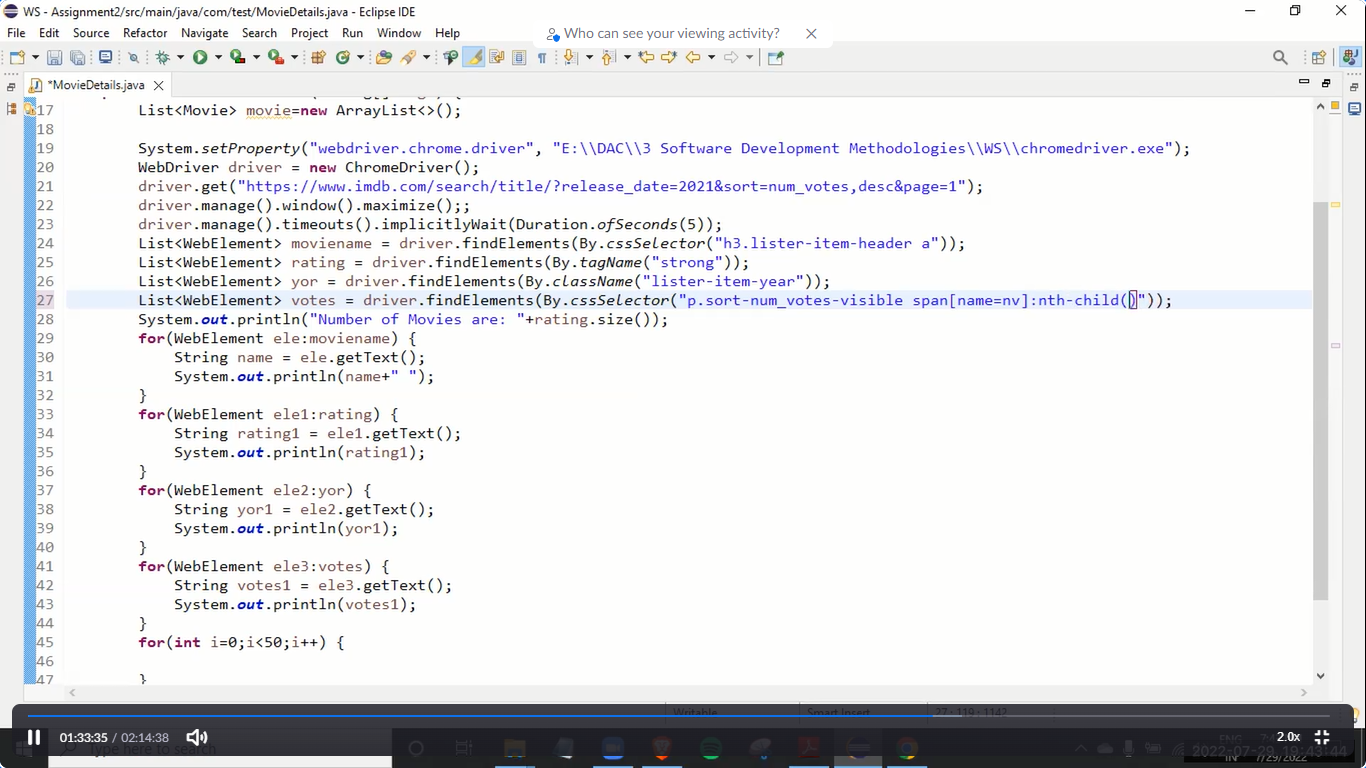 WS - Assignment2/src/main/java/com/test/MovieDetails.java - Eclipse IDE
File Edit Source Refactor Navigate Search Project Run Window Help
Who can see your viewing activity?
*MovieDetails.java
17 List<Movie> movie=new ArrayList<>();
18
19 System.setProperty("webdriver.chrome.driver", "E:\\DAC\\3 Software Development Methodologies\\WS\\chromedriver.exe");
20 WebDriver driver = new ChromeDriver();
21 driver.get("https://www.imdb.com/search/title/?release_date=2021&sort=num_votes,desc&page=1");
22 driver.manage().window().maximize();;
23 driver.manage().timeouts().implicitlyWait(Duration.ofSeconds(5));
24 List<WebElement> moviename = driver.findElements(By.cssSelector("h3.lister-item-header a"));
25 List<WebElement> rating = driver.findElements(By.tagName("strong"));
26 List<WebElement> yor = driver.findElements(By.className("lister-item-year"));
27 List<WebElement> votes = driver.findElements(By.cssSelector("p.sort-num_votes-visible span[name=nv]:nth-child()"));
28 System.out.println("Number of Movies are: "+rating.size());
29 for(WebElement ele:moviename) {
30 String name = ele.getText();
31 System.out.println(name+" ");
32 }
33 for(WebElement ele1:rating) {
34 String rating1 = ele1.getText();
35 System.out.println(rating1);
36 }
37 for(WebElement ele2:yor) {
38 String yor1 = ele2.getText();
39 System.out.println(yor1);
40 }
41 for(WebElement ele3:votes) {
42 String votes1 = ele3.getText();
43 System.out.println(votes1);
44 }
45 for(int i=0;i<50;i++) {
46
47 }
Writable Smart Insert 27 : 119 : 1142
01:33:35 / 02:14:38 2.0x
Type here to search
ENG
IN 7/29/2022
2022-07-29, 19:43:44